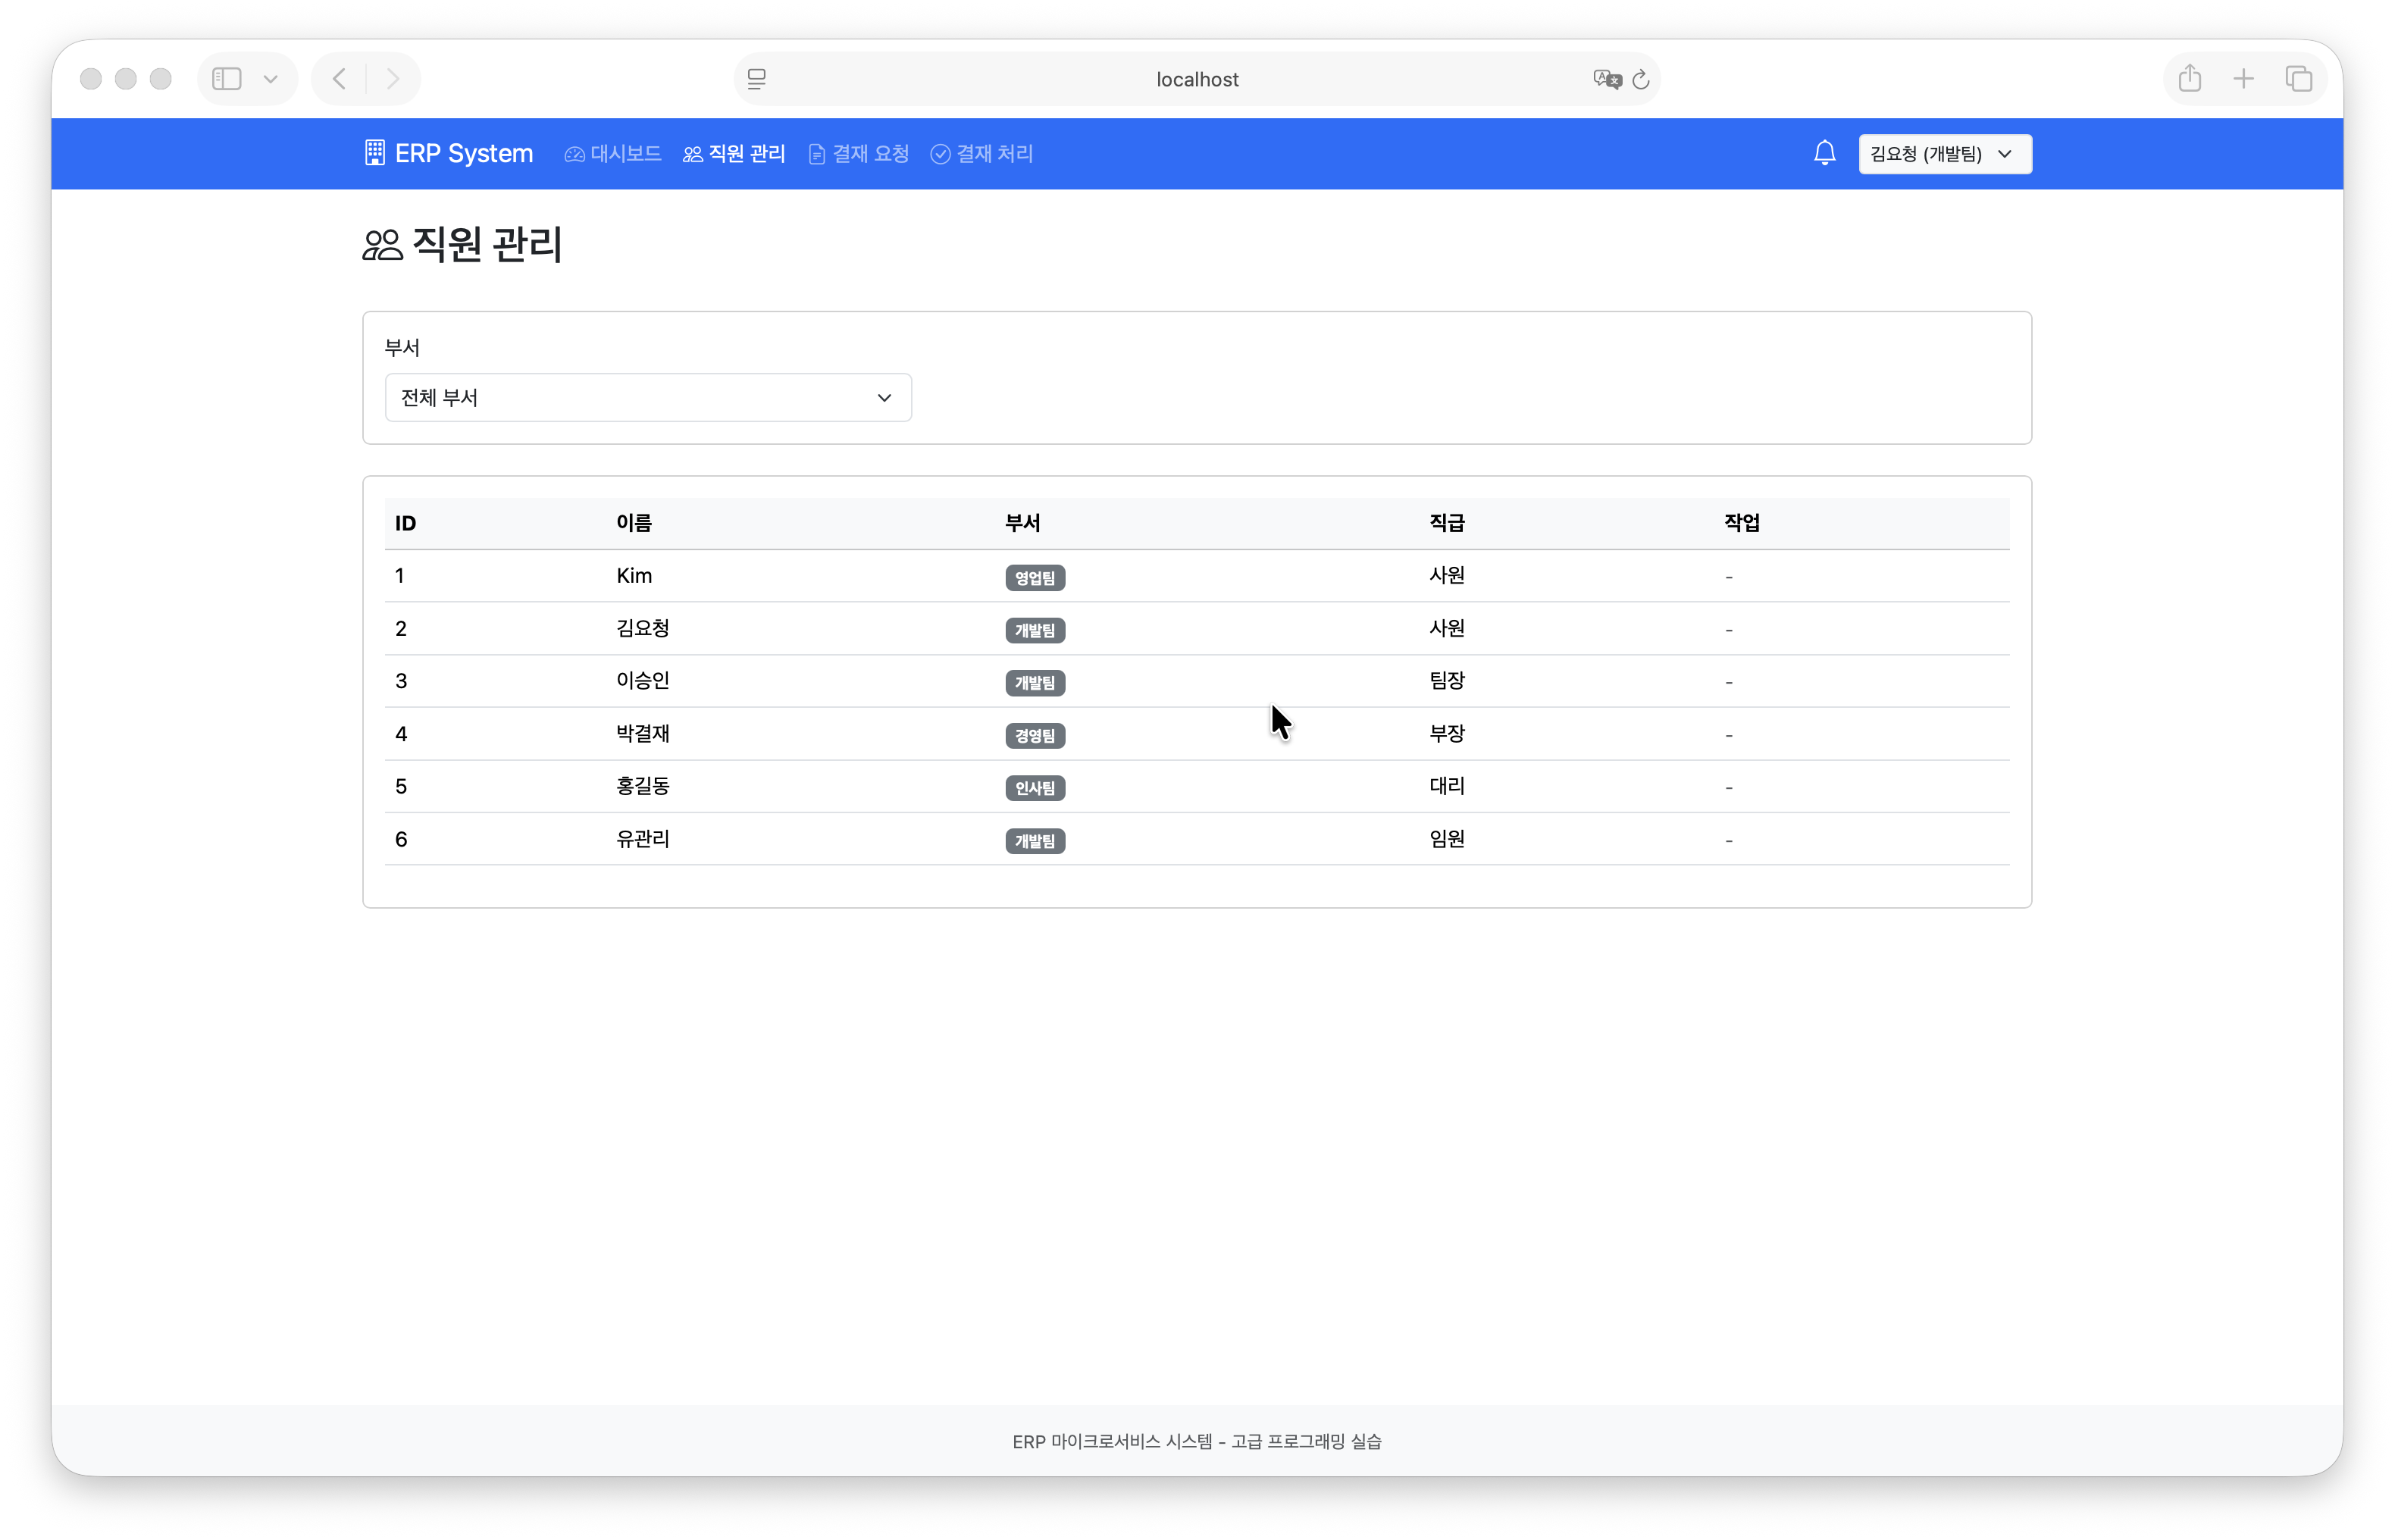 localhost
ERP System 대시보드 직원 관리 결재 요청 결재 처리 김요청 (개발팀)
직원 관리
부서
전체 부서
ID 이름 부서 직급 작업
1 Kim 영업팀 사원 -
2 김요청 개발팀 사원 -
3 이승인 개발팀 팀장 -
4 박결재 경영팀 부장 -
5 홍길동 인사팀 대리 -
6 유관리 개발팀 임원 -
ERP 마이크로서비스 시스템 - 고급 프로그래밍 실습